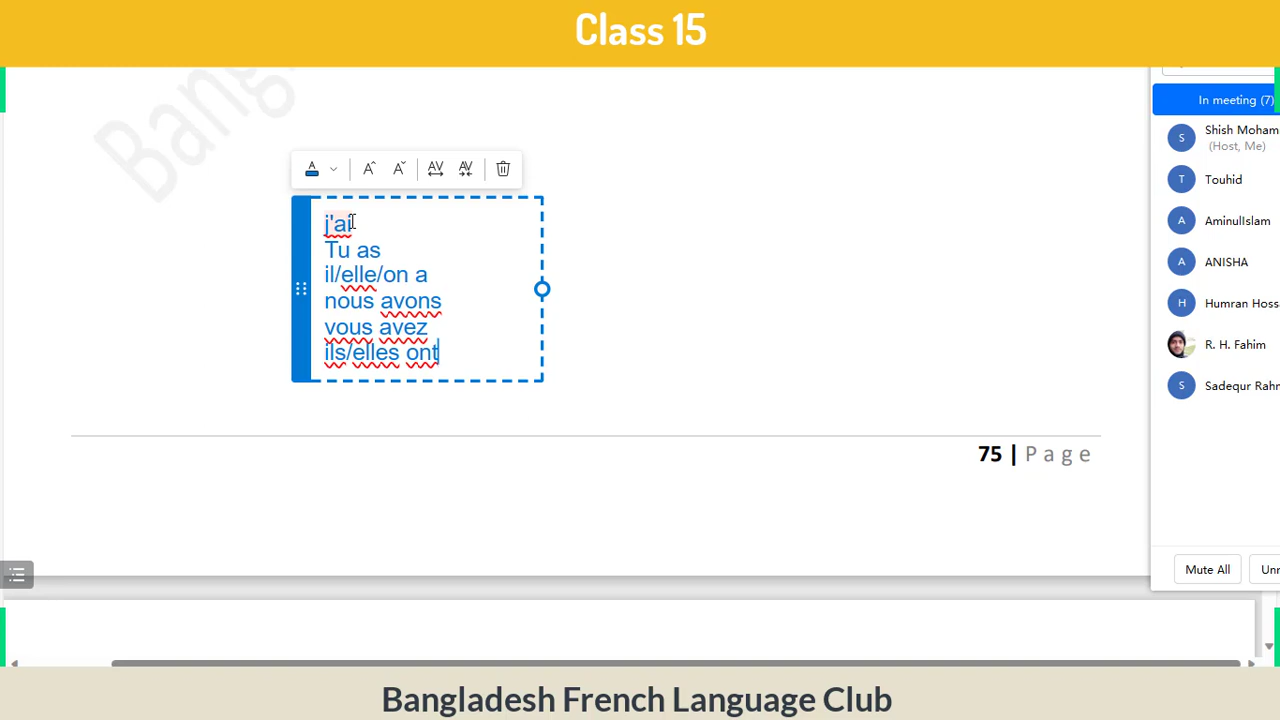 Class 15
Bang
In meeting (7)
S
Shish Moham
(Host, Me)
T
Touhid
A
AminulIslam
A
ANISHA
H
Humran Hoss
R. H. Fahim
S
Sadequr Rahr
j'ai
Tu as
il/elle/on a
nous avons
vous avez
ils/elles ont
75 | Page
Mute All
Unr
Bangladesh French Language Club